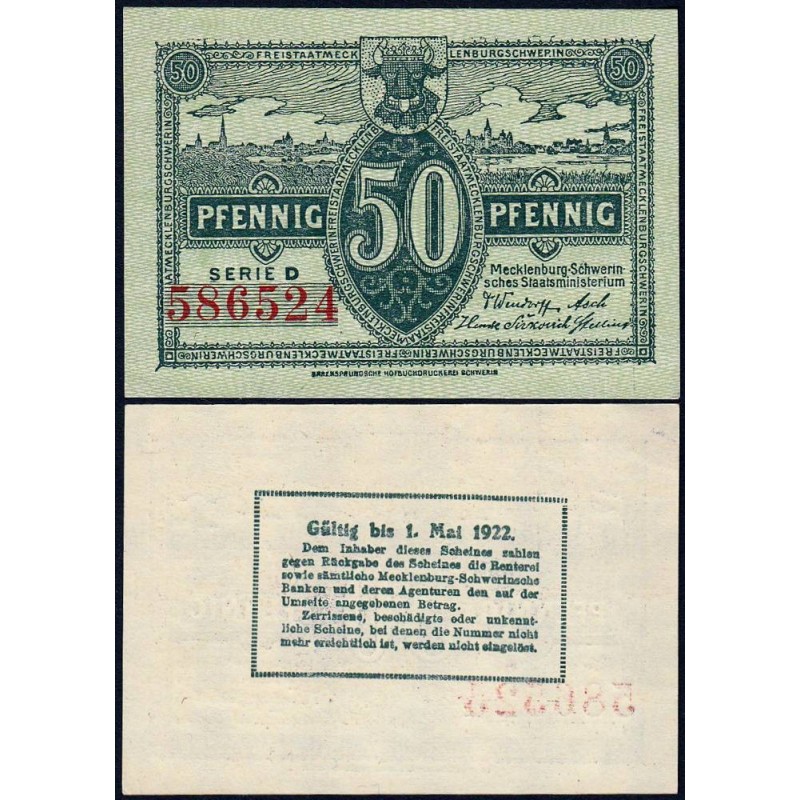 FREISTAATMECKLENBURGSCHWERIN
50
50
50
PFENNIG PFENNIG
SERIE D
586524
Mecklenburg-Schwerin
sches Staatsministerium
BÄRENSPRUNGSCHE HOFBUCHDRUCKEREI SCHWERIN
Gültig bis 1. Mai 1922.
Dem Inhaber dieses Scheines zahlen
gegen Rückgabe des Scheines die Renterei
sowie sämtliche Mecklenburg-Schwerinsche
Banken und deren Agenturen den auf der
Umseite angegebenen Betrag.
Zerrissene, beschädigte oder unkennt-
liche Scheine, bei denen die Nummer nicht
mehr ersichtlich ist, werden nicht eingelöst.